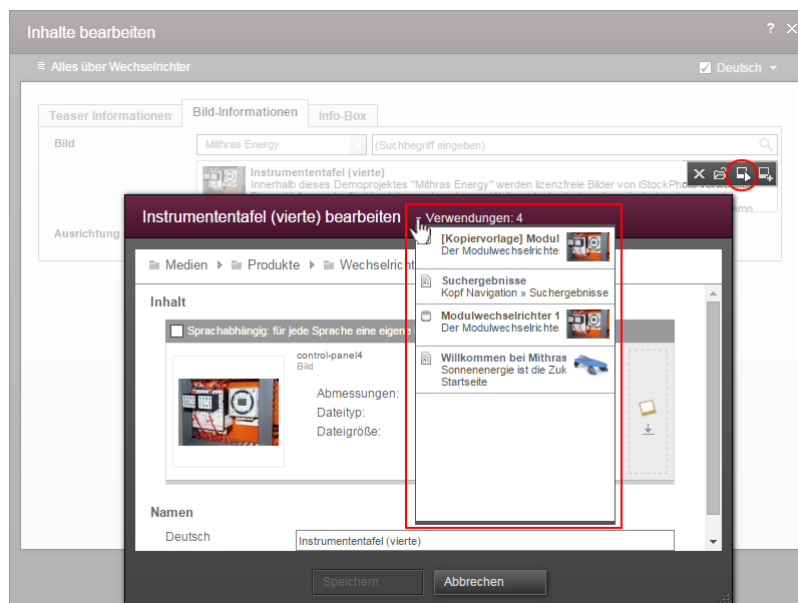 Inhalte bearbeiten
?
Alles über Wechselrichter
Deutsch
Teaser Informationen
Bild-Informationen
Info-Box
Bild
Mithras Energy
(Suchbegriff eingeben)
Instrumententafel (vierte)
Innerhalb dieses Demoprojektes "Mithras Energy" werden lizenzfreie Bilder von iStockPhoto
Ausrichtung
Instrumententafel (vierte) bearbeiten
Verwendungen: 4
[Kopiervorlage] Modul
Der Modulwechselrichte
Suchergebnisse
Kopf Navigation » Suchergebnisse
Modulwechselrichter 1
Der Modulwechselrichte
Willkommen bei Mithras
Sonnenenergie ist die Zuk
Startseite
Medien
Produkte
Wechselricht
Inhalt
Sprachabhängig: für jede Sprache eine eigene
control-panel4
Bild
Abmessungen:
Dateityp:
Dateigröße:
Namen
Deutsch
Instrumententafel (vierte)
Speichern
Abbrechen